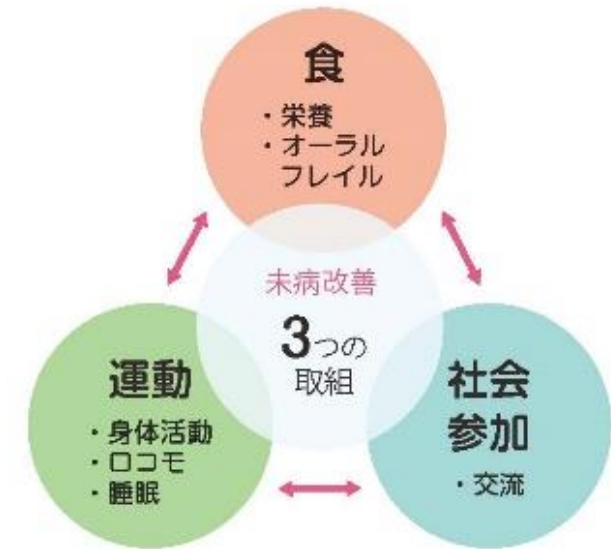 食
・栄養
・オーラル
フレイル
未病改善
3つの
取組
運動
・身体活動
・ロコモ
・睡眠
社会
参加
・交流